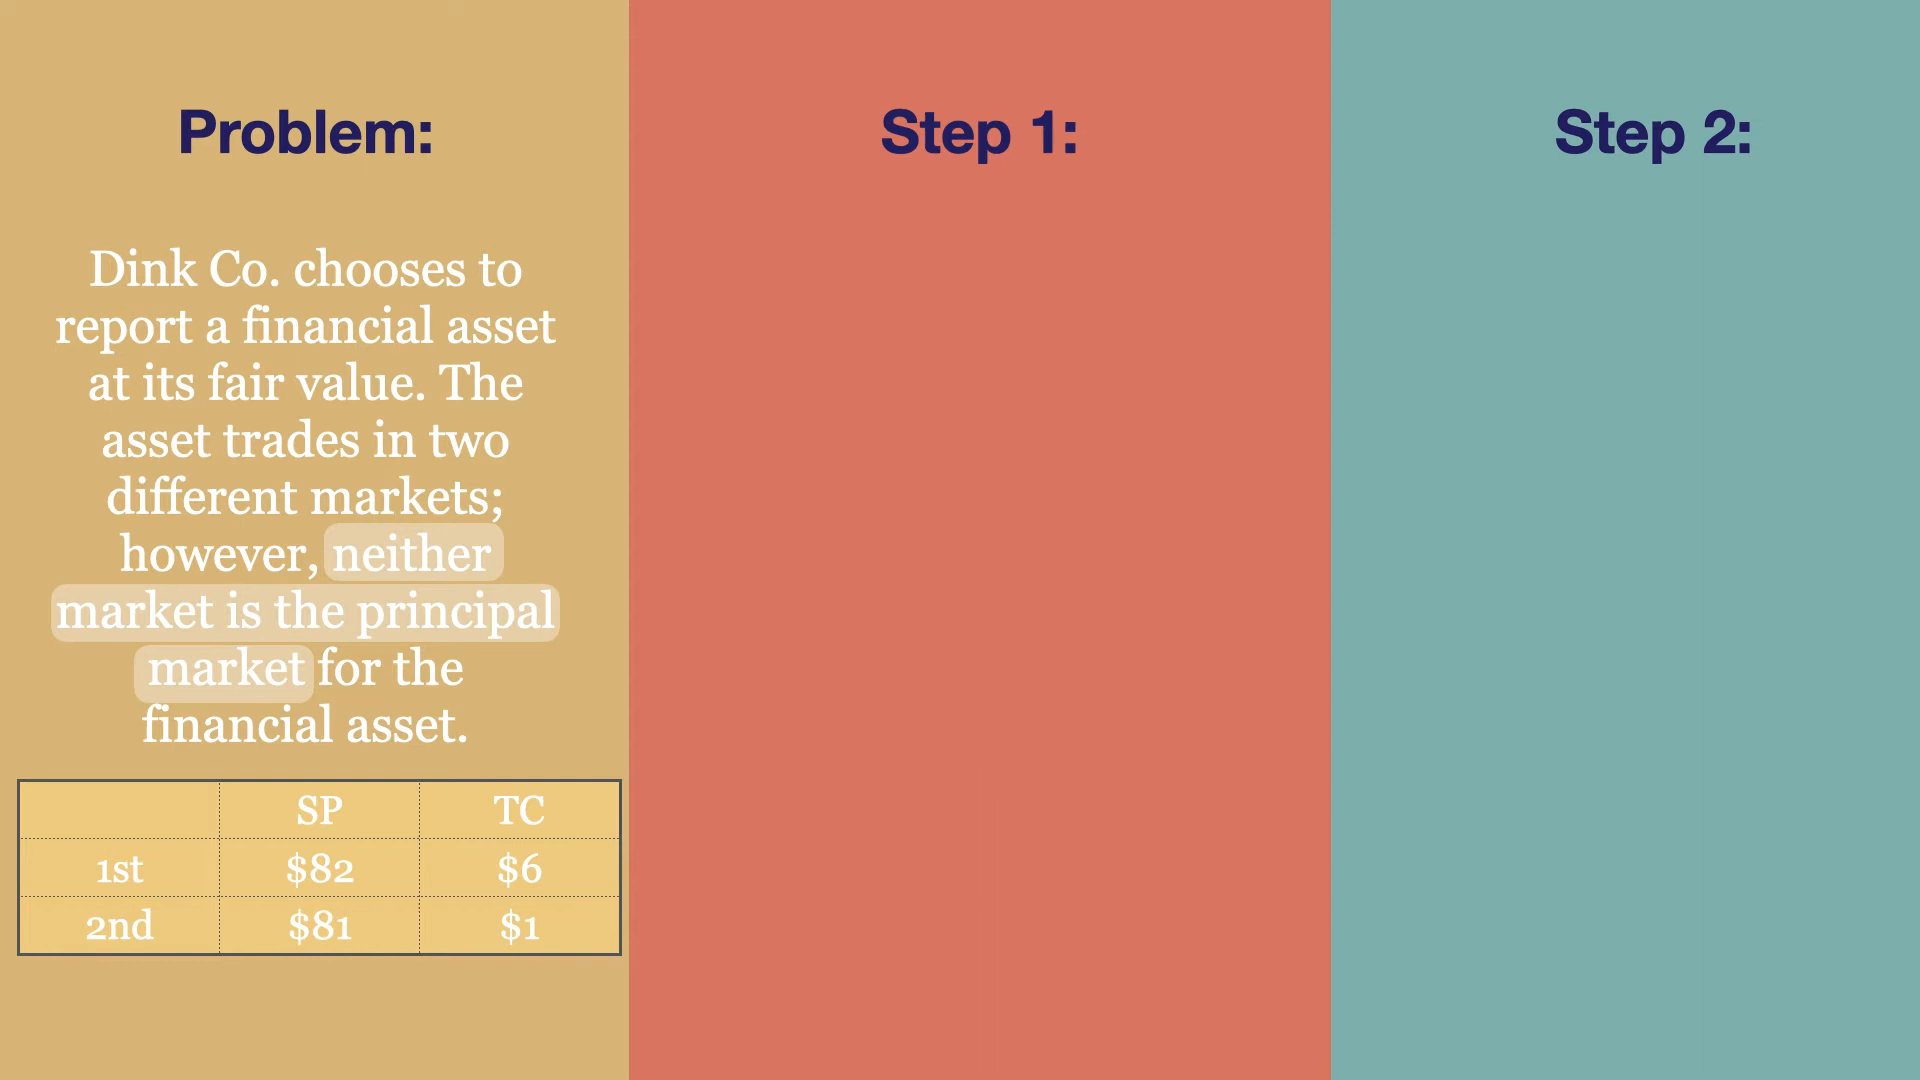 Problem:
Dink Co. chooses to
report a financial asset
at its fair value. The
asset trades in two
different markets;
however, neither
market is the principal
market for the
financial asset.
SP TC
1st $82 $6
2nd $81 $1
Step 1:
Step 2: